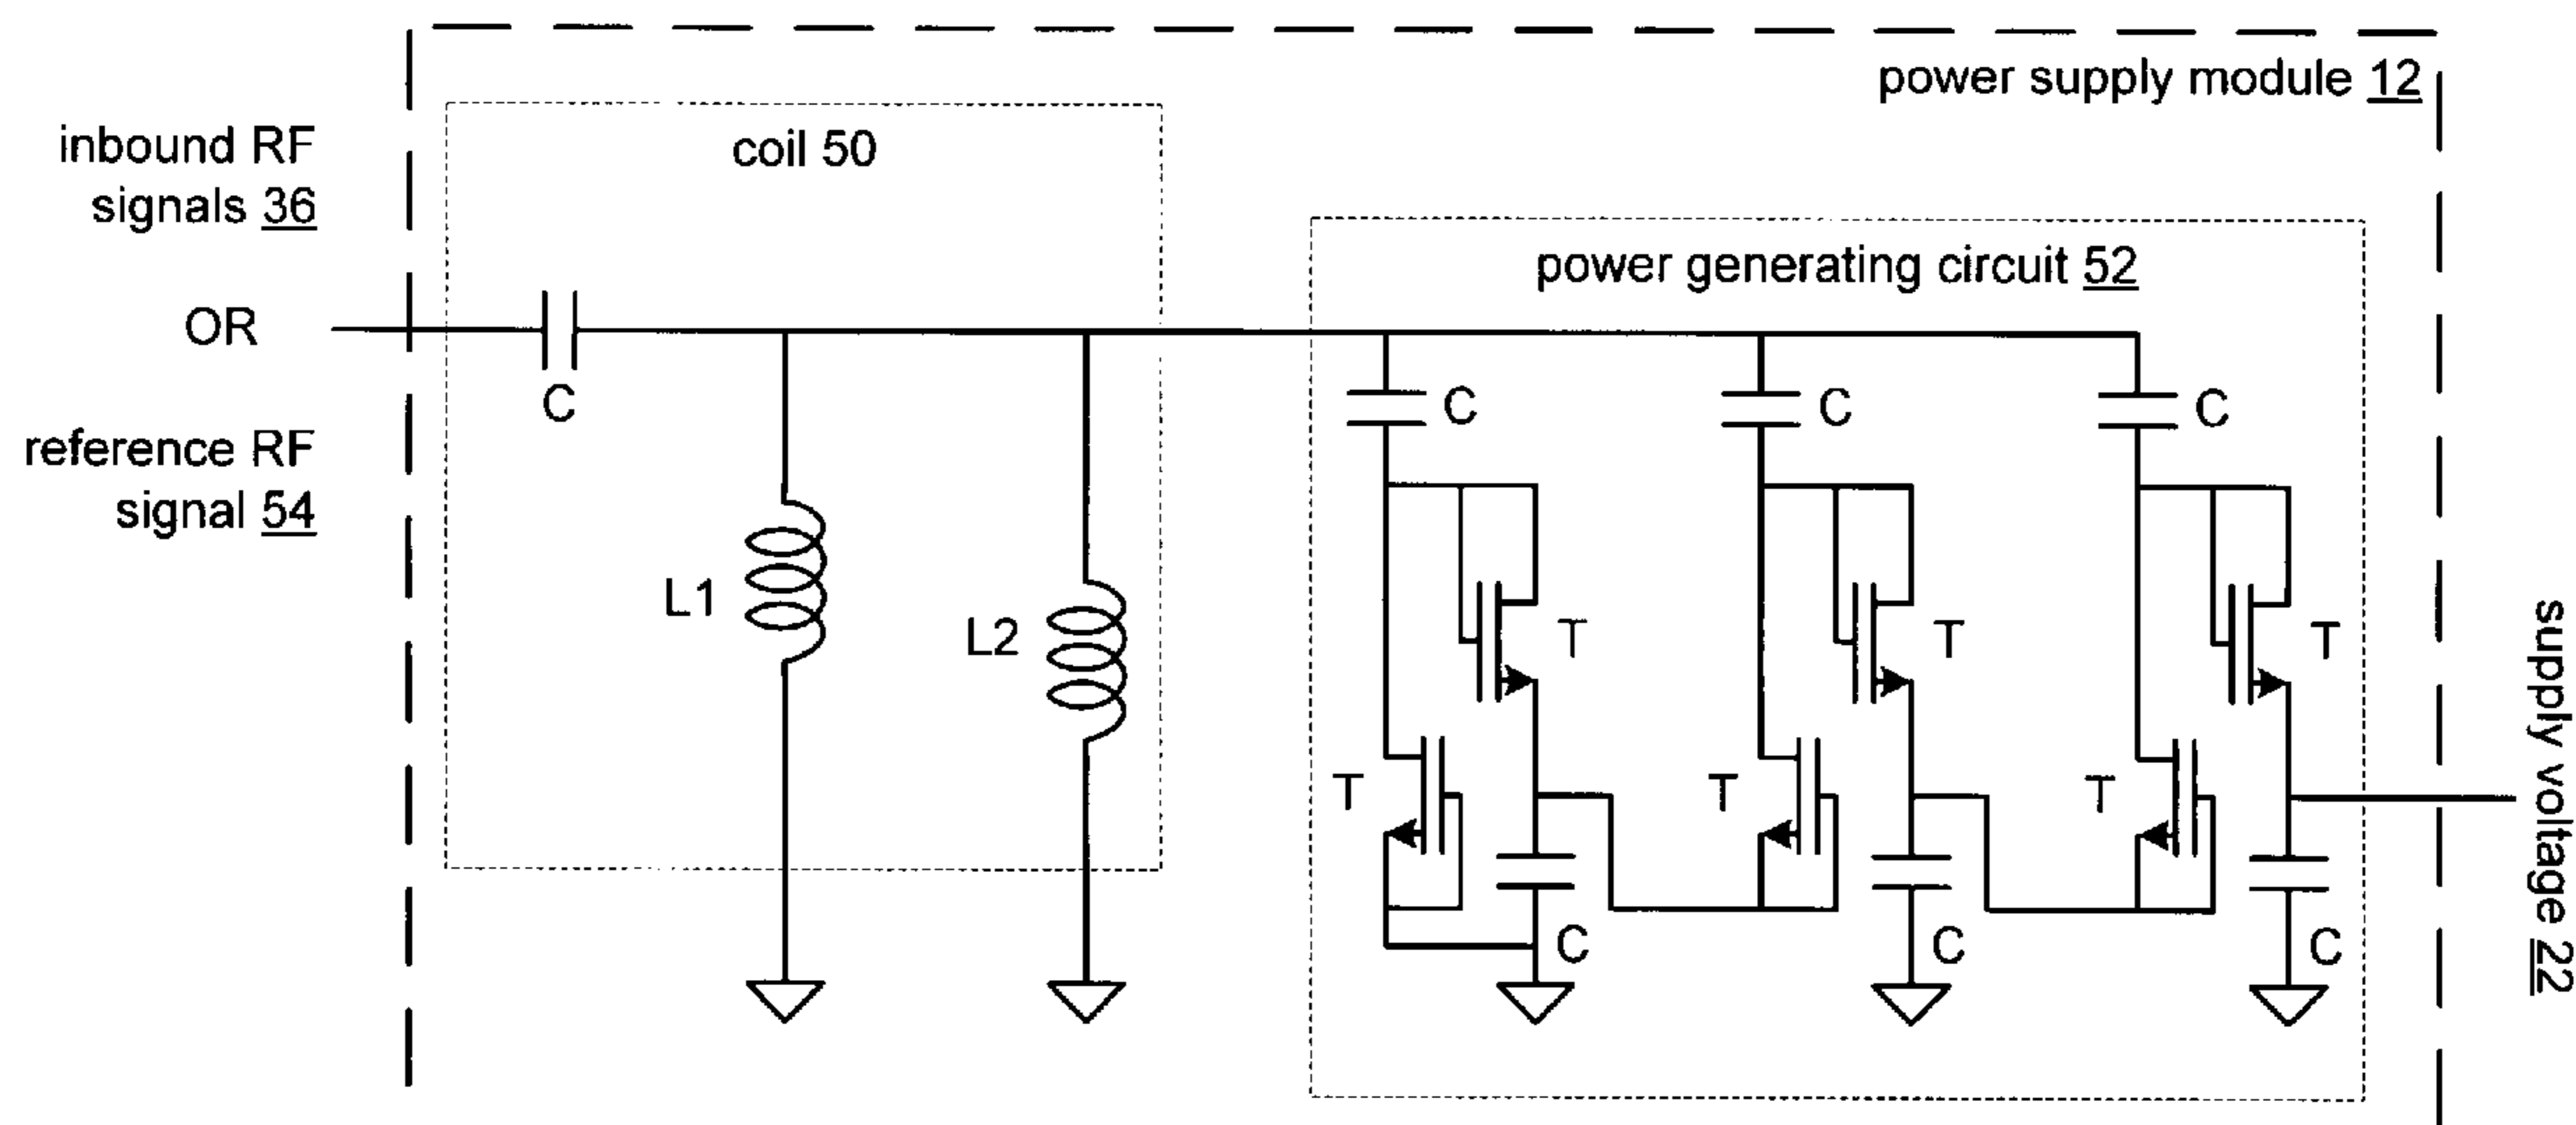 power supply module 12
inbound RF
signals 36
coil 50
power generating circuit 52
OR
C
C
C
C
reference RF
signal 54
L1
L2
T
T
T
T
T
T
C
C
C
supply voltage 22